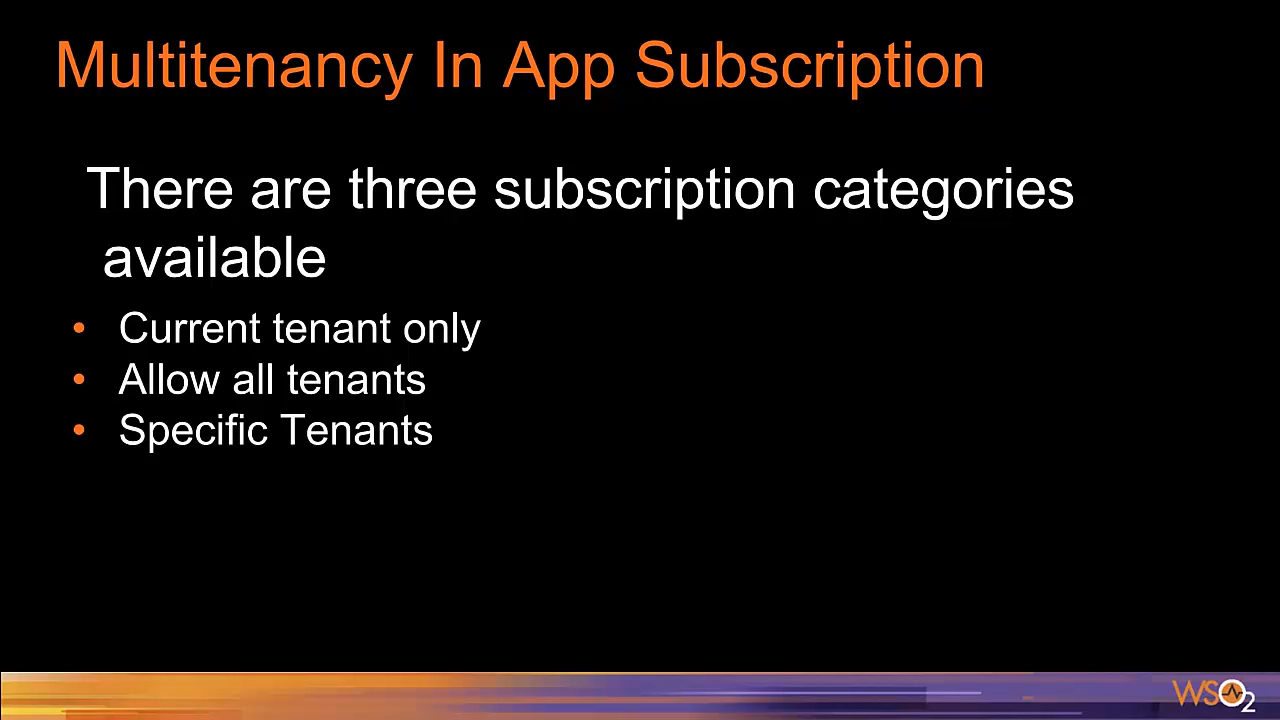 Multitenancy In App Subscription
There are three subscription categories
available
• Current tenant only
• Allow all tenants
• Specific Tenants
WSO2